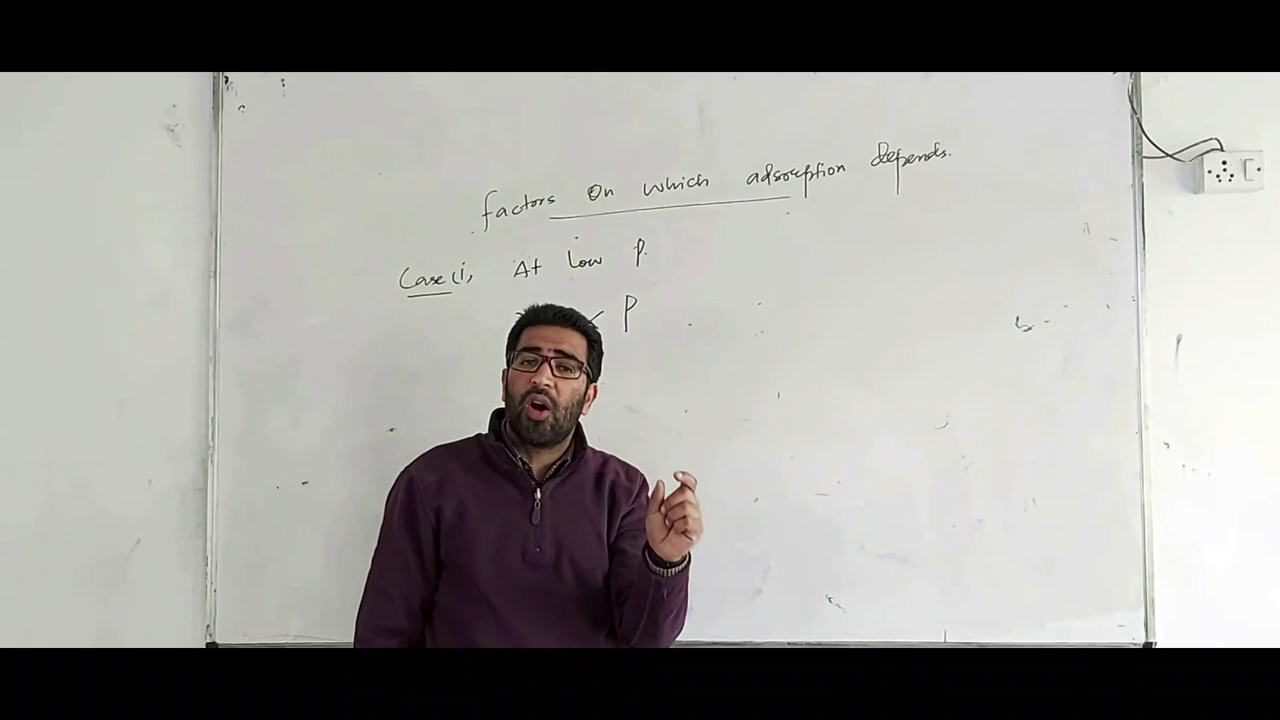 factors On which adsorption depends.
Case (i) At low P.
P